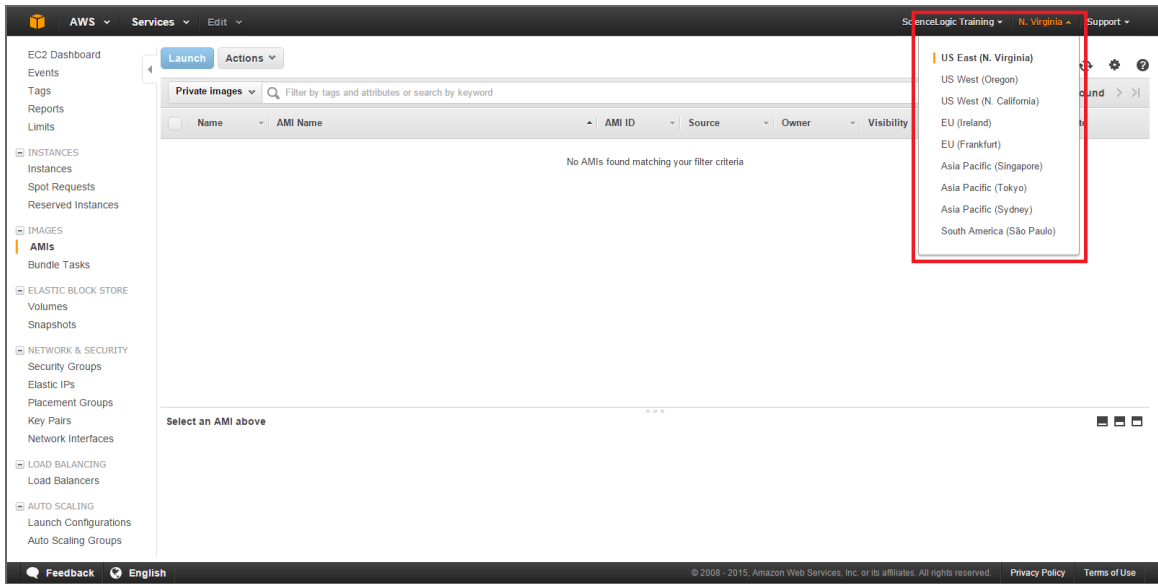 AWS Services Edit ScienceLogic Training N. Virginia Support
EC2 Dashboard
Events
Tags
Reports
Limits
INSTANCES
Instances
Spot Requests
Reserved Instances
IMAGES
AMIs
Bundle Tasks
ELASTIC BLOCK STORE
Volumes
Snapshots
NETWORK & SECURITY
Security Groups
Elastic IPs
Placement Groups
Key Pairs
Network Interfaces
LOAD BALANCING
Load Balancers
AUTO SCALING
Launch Configurations
Auto Scaling Groups
Launch Actions
Private images Filter by tags and attributes or search by keyword
Name AMI Name AMI ID Source Owner Visibility
No AMIs found matching your filter criteria
US East (N. Virginia)
US West (Oregon)
US West (N. California)
EU (Ireland)
EU (Frankfurt)
Asia Pacific (Singapore)
Asia Pacific (Tokyo)
Asia Pacific (Sydney)
South America (São Paulo)
Select an AMI above
Feedback English © 2008 - 2015, Amazon Web Services, Inc. or its affiliates. All rights reserved. Privacy Policy Terms of Use